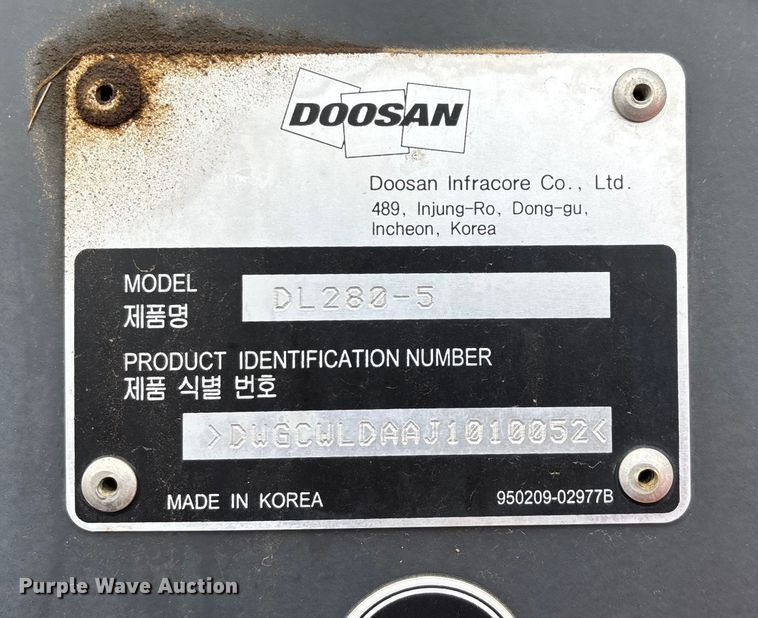 DOOSAN
Doosan Infracore Co., Ltd.
489, Injung-Ro, Dong-gu,
Incheon, Korea
MODEL
제품명
DL280-5
PRODUCT IDENTIFICATION NUMBER
제품 식별 번호
>DWGCWLDAAJ1010052<
MADE IN KOREA
950209-02977B
Purple Wave Auction